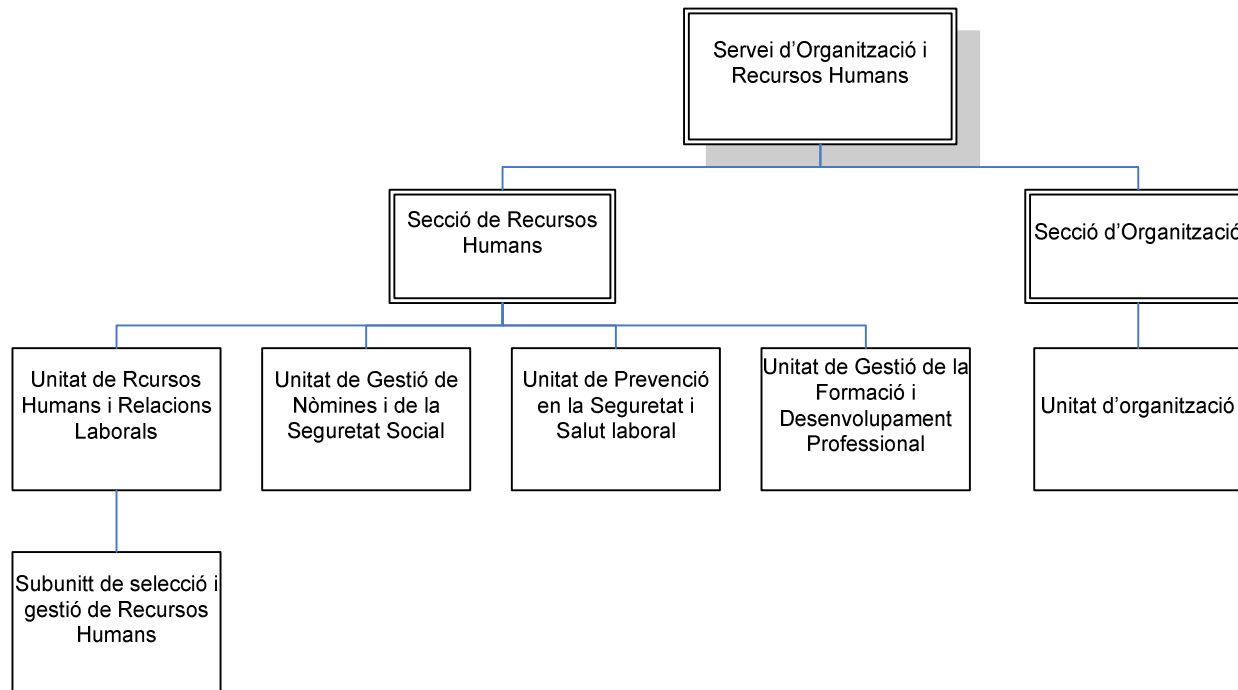 Servei d’Organització i
Recursos Humans
Secció de Recursos
Humans
Secció d’Organització
Unitat de Rcursos
Humans i Relacions
Laborals
Unitat de Gestió de
Nòmines i de la
Seguretat Social
Unitat de Prevenció
en la Seguretat i
Salut laboral
Unitat de Gestió de la
Formació i
Desenvolupament
Professional
Unitat d’organització
Subunitt de selecció i
gestió de Recursos
Humans